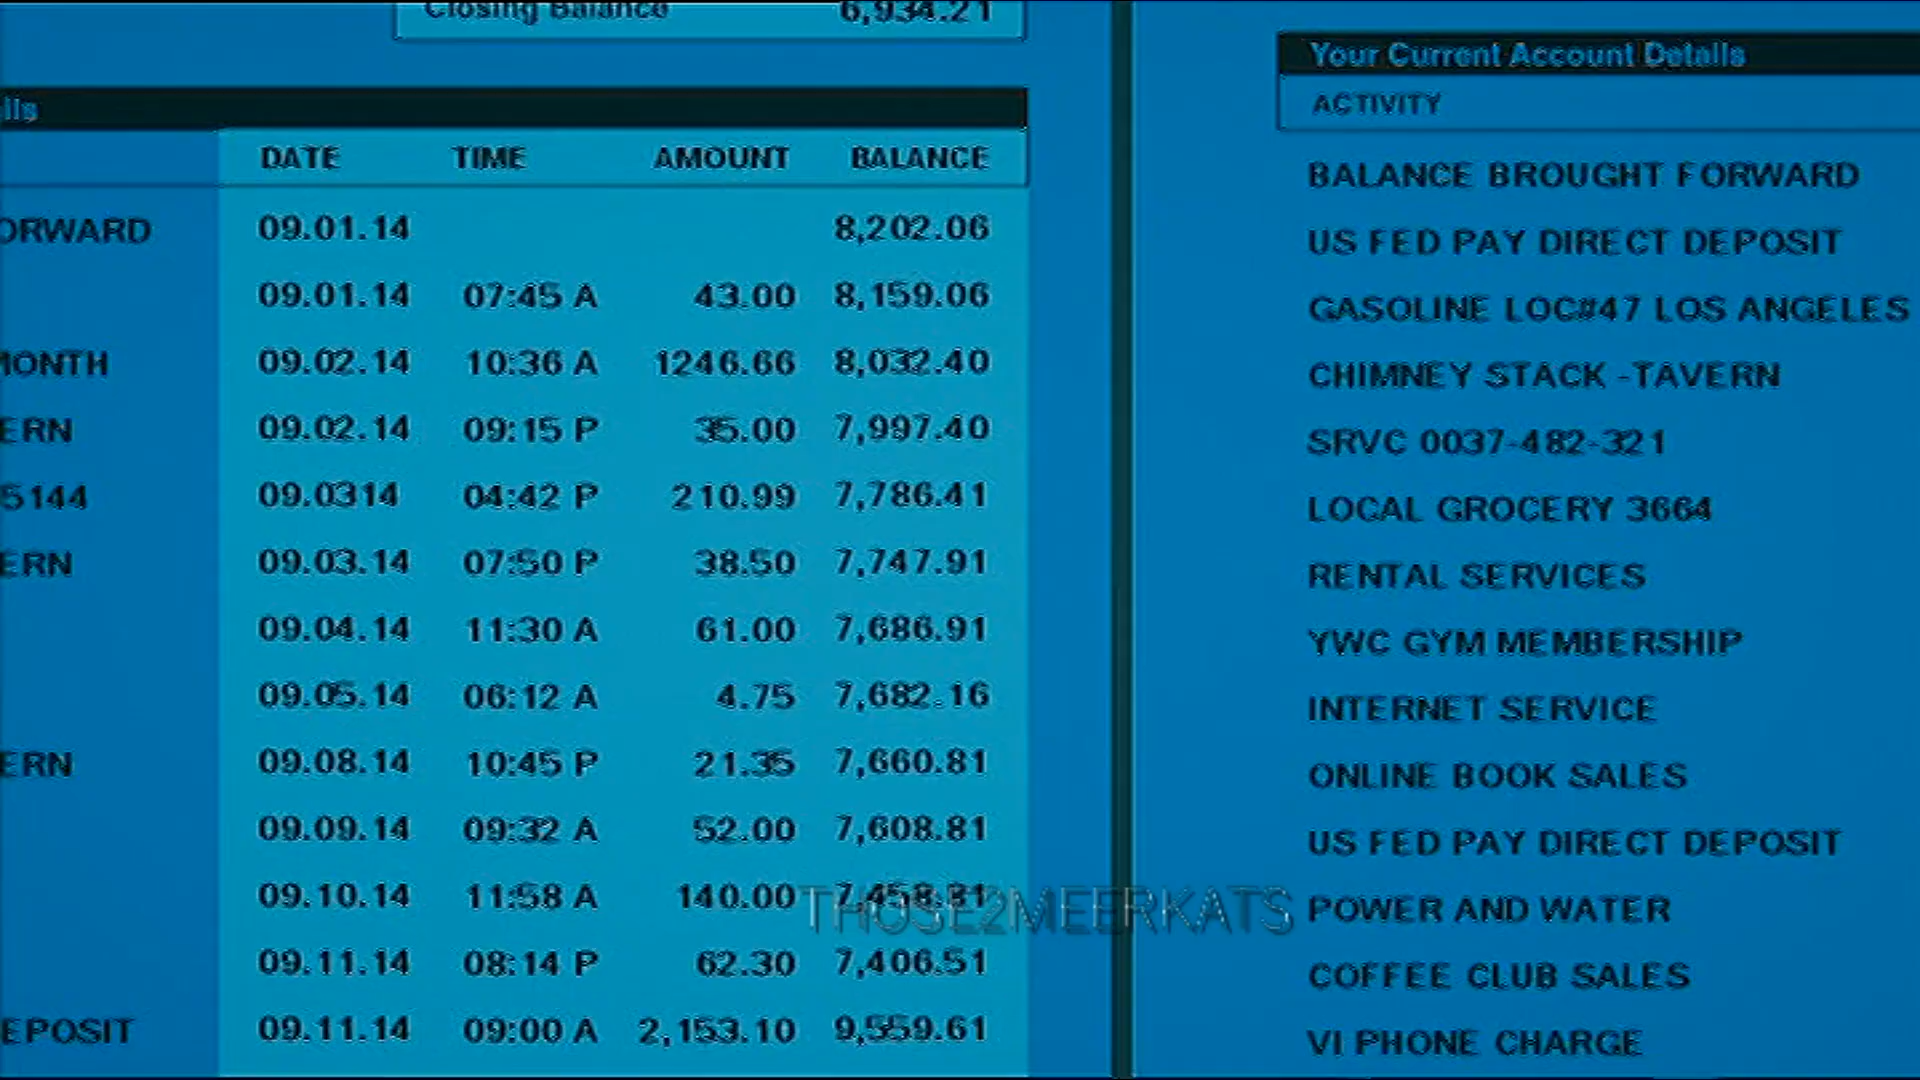 Closing Balance 6,934.21
ils
DATE TIME AMOUNT BALANCE
ORWARD 09.01.14 8,202.06
09.01.14 07:45 A 43.00 8,159.06
MONTH 09.02.14 10:36 A 1246.66 8,032.40
ERN 09.02.14 09:15 P 35.00 7,997.40
5144 09.0314 04:42 P 210.99 7,786.41
ERN 09.03.14 07:50 P 38.50 7,747.91
09.04.14 11:30 A 61.00 7,686.91
09.05.14 06:12 A 4.75 7,682.16
ERN 09.08.14 10:45 P 21.35 7,660.81
09.09.14 09:32 A 52.00 7,608.81
09.10.14 11:58 A 140.00 7,458.81
09.11.14 08:14 P 62.30 7,406.51
EPOSIT 09.11.14 09:00 A 2,153.10 9,559.61
Your Current Account Details
ACTIVITY
BALANCE BROUGHT FORWARD
US FED PAY DIRECT DEPOSIT
GASOLINE LOC#47 LOS ANGELES
CHIMNEY STACK -TAVERN
SRVC 0037-482-321
LOCAL GROCERY 3664
RENTAL SERVICES
YWC GYM MEMBERSHIP
INTERNET SERVICE
ONLINE BOOK SALES
US FED PAY DIRECT DEPOSIT
POWER AND WATER
COFFEE CLUB SALES
VI PHONE CHARGE
THOSE2MEERKATS